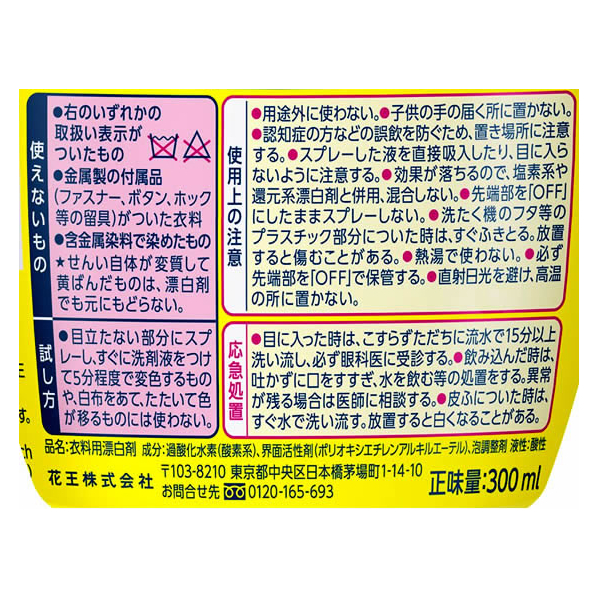 使えないもの
●右のいずれかの
取扱い表示が
ついたもの
●金属製の付属品
(ファスナー、ボタン、ホック
等の留具)がついた衣料
●含金属染料で染めたもの
★せんい自体が変質して
黄ばんだものは、漂白剤
でも元にもどらない。
試し方
●目立たない部分にスプ
レーし、すぐに洗剤液をつけ
て5分程度で変色するもの
や、白布をあて、たたいて色
が移るものには使わない。
使用上の注意
●用途外に使わない。●子供の手の届く所に置かない。
●認知症の方などの誤飲を防ぐため、置き場所に注意
する。●スプレーした液を直接吸入したり、目に入ら
ないように注意する。●効果が落ちるので、塩素系や
還元系漂白剤と併用、混合しない。●先端部を「OFF」
にしたままスプレーしない。●洗たく機のフタ等の
プラスチック部分についた時は、すぐふきとる。放置
すると傷むことがある。●熱湯で使わない。●必ず
先端部を「OFF」で保管する。●直射日光を避け、高温
の所に置かない。
応急処置
●目に入った時は、こすらずただちに流水で15分以上
洗い流し、必ず眼科医に受診する。●飲み込んだ時は、
吐かずに口をすすぎ、水を飲む等の処置をする。異常
が残る場合は医師に相談する。●皮ふについた時は、
すぐ水で洗い流す。放置すると白くなることがある。
品名:衣料用漂白剤 成分:過酸化水素(酸素系)、界面活性剤(ポリオキシエチレンアルキルエーテル)、泡調整剤 液性:酸性
花王株式会社 〒103-8210 東京都中央区日本橋茅場町1-14-10
お問合せ先 0120-165-693
正味量:300ml